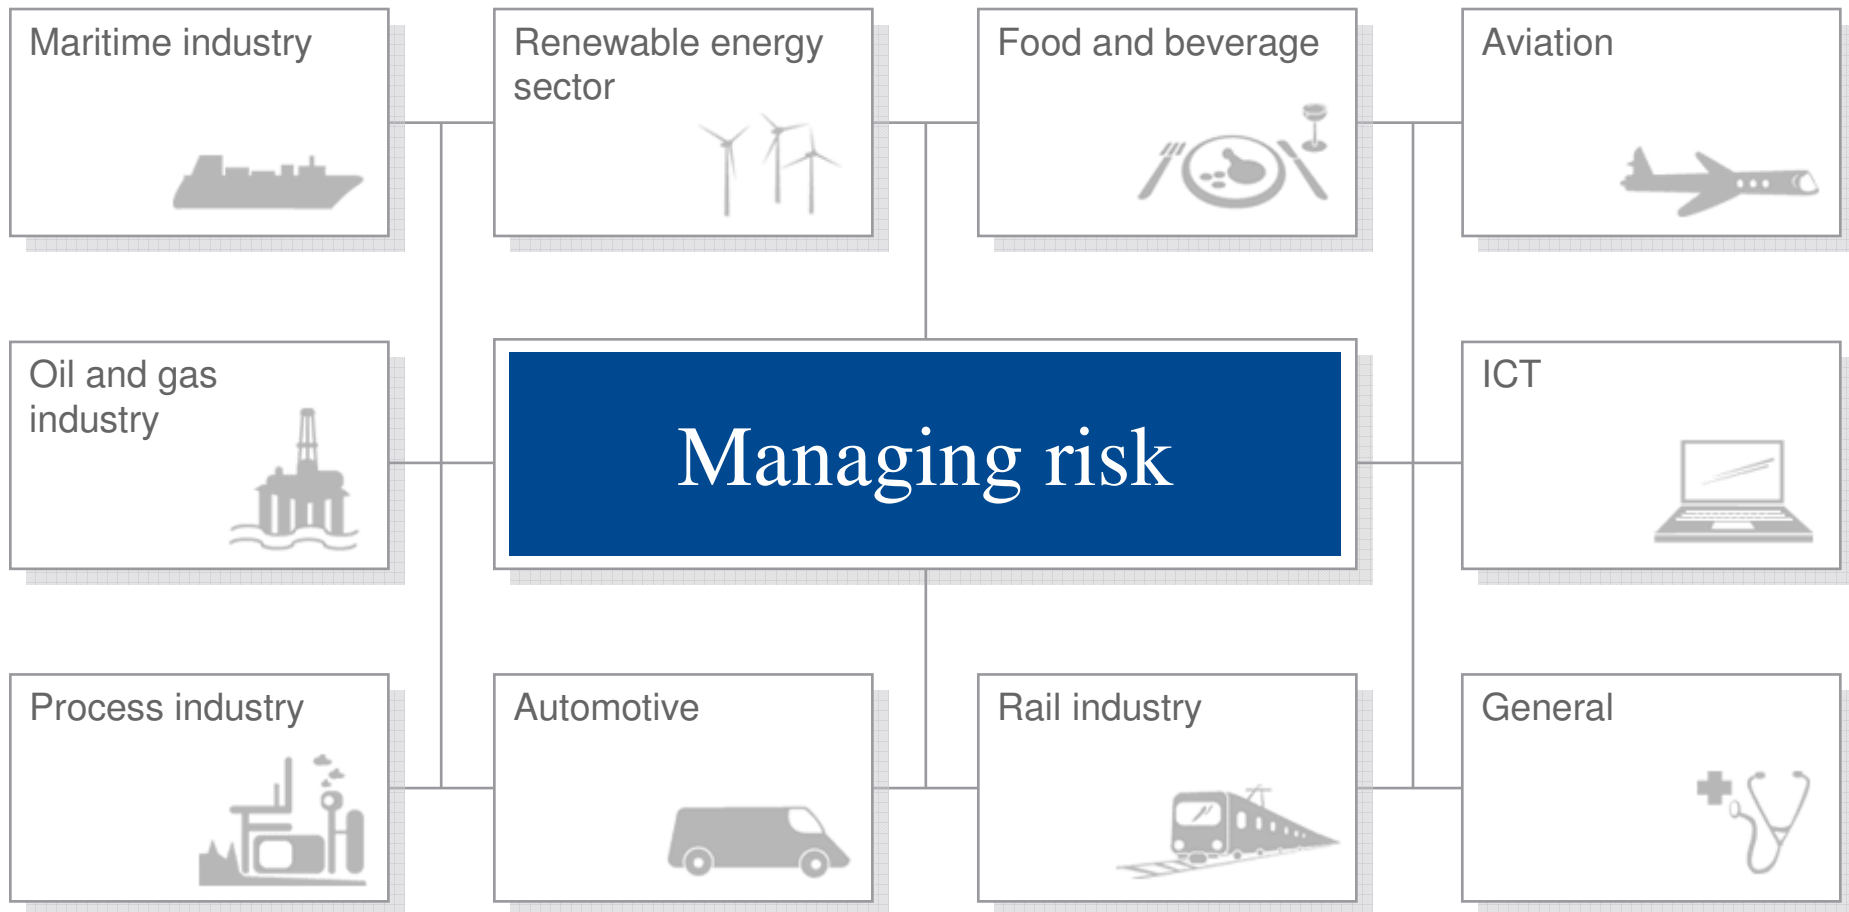 Maritime industry
Renewable energy
sector
Food and beverage
Aviation
Oil and gas
industry
Managing risk
ICT
Process industry
Automotive
Rail industry
General